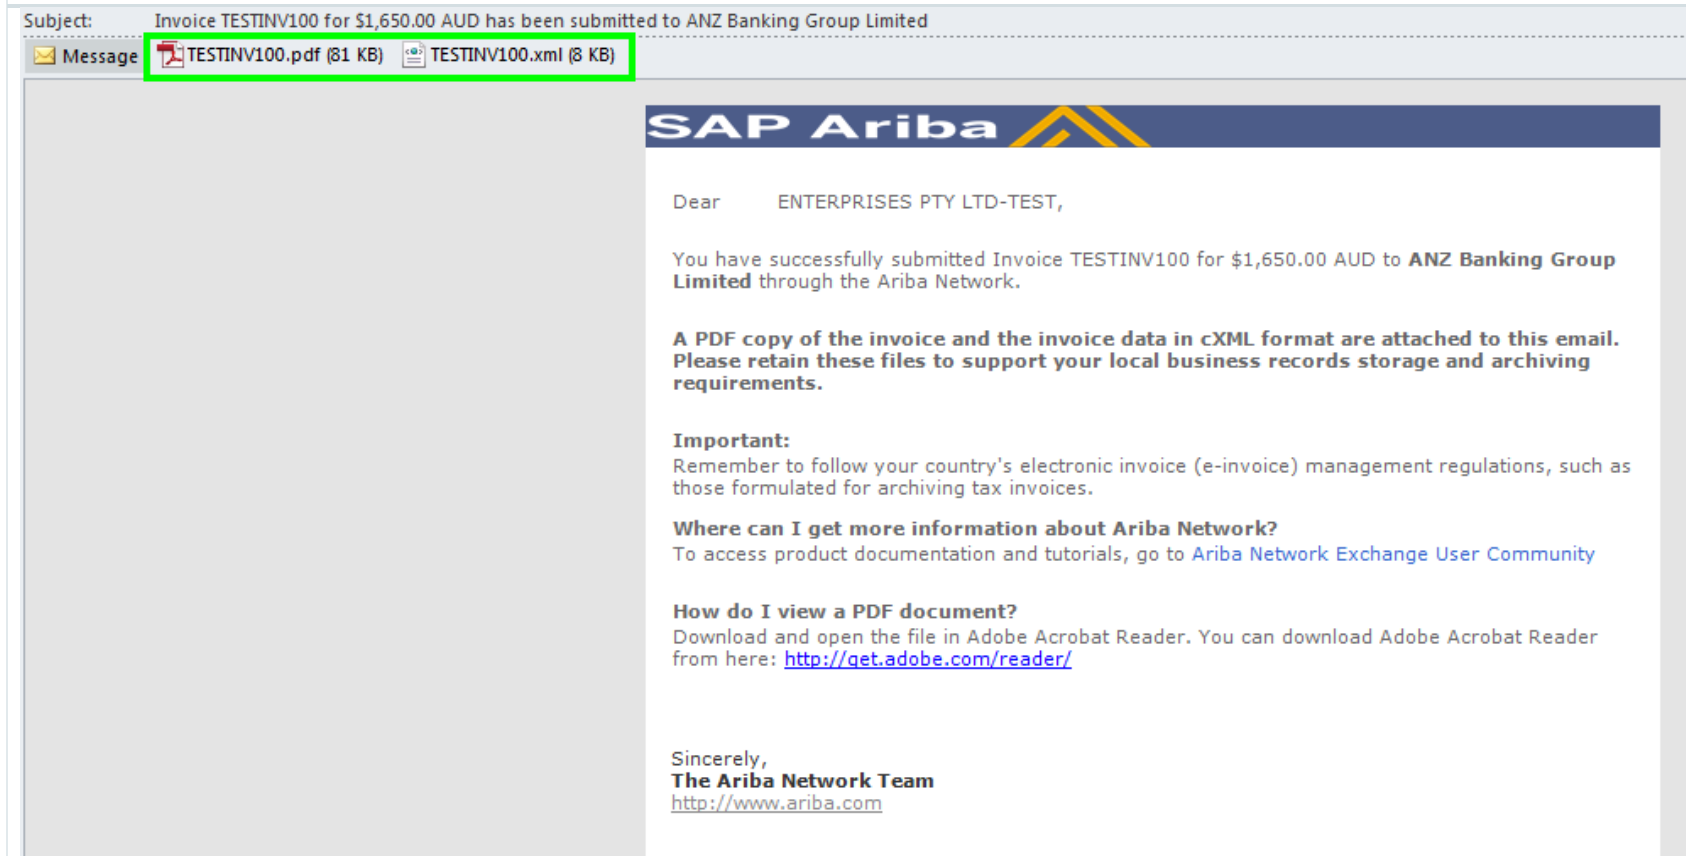 Subject: Invoice TESTINV100 for $1,650.00 AUD has been submitted to ANZ Banking Group Limited
Message TESTINV100.pdf (81 KB) TESTINV100.xml (8 KB)
SAP Ariba
Dear ENTERPRISES PTY LTD-TEST,
You have successfully submitted Invoice TESTINV100 for $1,650.00 AUD to ANZ Banking Group
Limited through the Ariba Network.
A PDF copy of the invoice and the invoice data in cXML format are attached to this email.
Please retain these files to support your local business records storage and archiving
requirements.
Important:
Remember to follow your country's electronic invoice (e-invoice) management regulations, such as
those formulated for archiving tax invoices.
Where can I get more information about Ariba Network?
To access product documentation and tutorials, go to Ariba Network Exchange User Community
How do I view a PDF document?
Download and open the file in Adobe Acrobat Reader. You can download Adobe Acrobat Reader
from here: http://get.adobe.com/reader/
Sincerely,
The Ariba Network Team
http://www.ariba.com